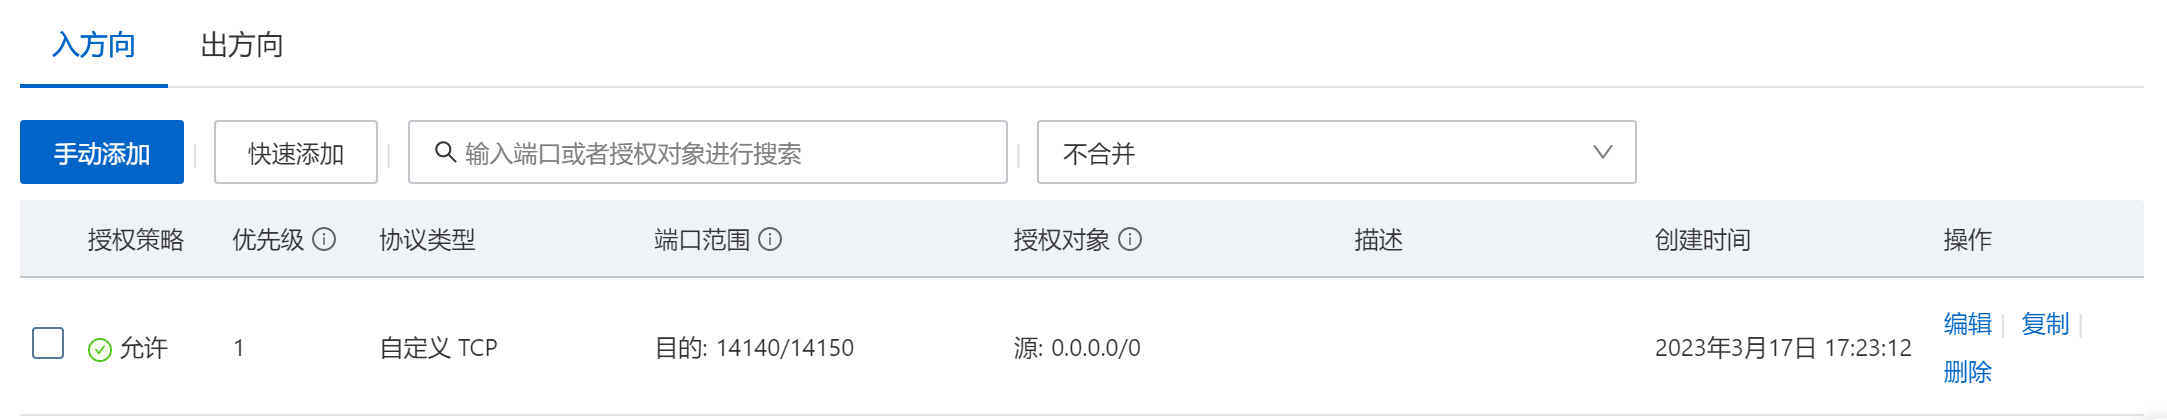 入方向 出方向
手动添加 快速添加 输入端口或者授权对象进行搜索 不合并
授权策略 优先级 协议类型 端口范围 授权对象 描述 创建时间 操作
允许 1 自定义 TCP 目的: 14140/14150 源: 0.0.0.0/0 2023年3月17日 17:23:12 编辑 复制
删除